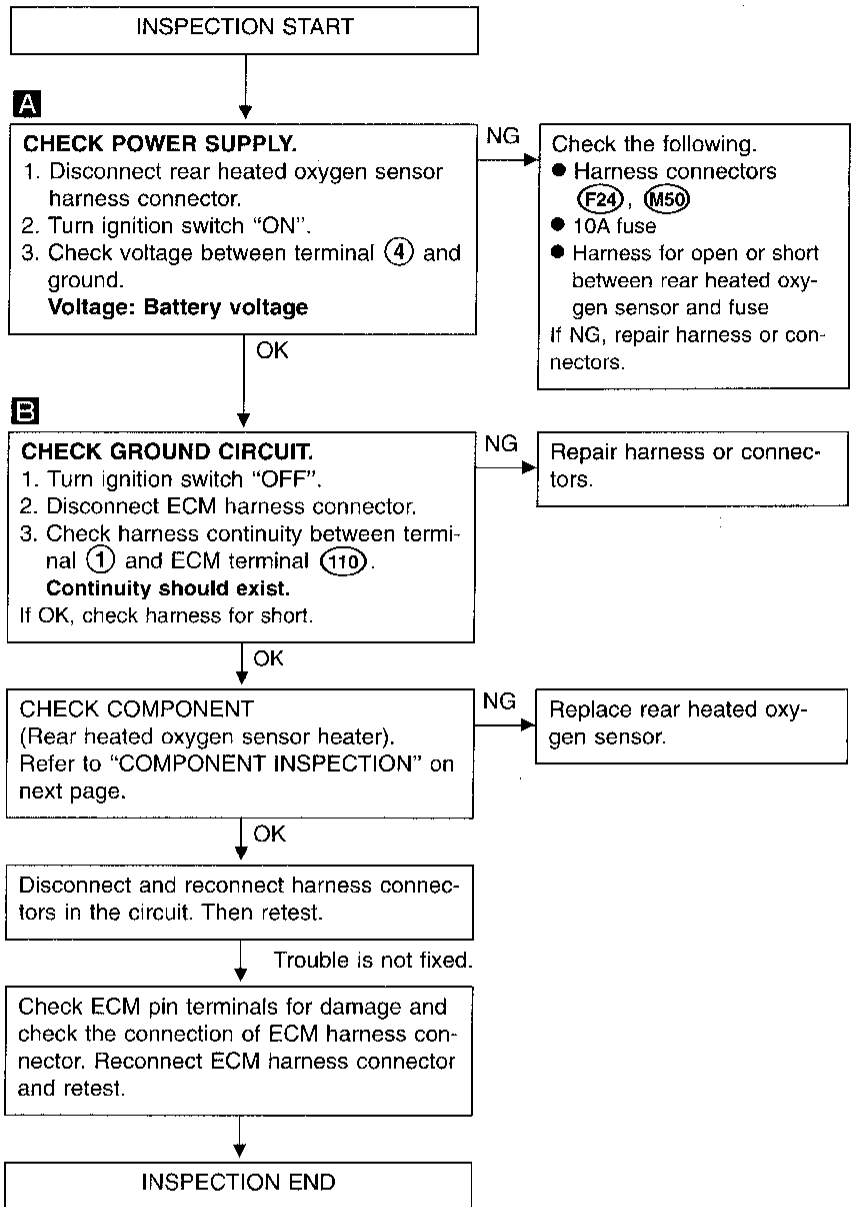 INSPECTION START
A
CHECK POWER SUPPLY.
1. Disconnect rear heated oxygen sensor
harness connector.
2. Turn ignition switch “ON”.
3. Check voltage between terminal 4 and
ground.
Voltage: Battery voltage
NG
Check the following.
● Harness connectors
F24, M50
● 10A fuse
● Harness for open or short
between rear heated oxy-
gen sensor and fuse
If NG, repair harness or con-
nectors.
OK
B
CHECK GROUND CIRCUIT.
1. Turn ignition switch “OFF”.
2. Disconnect ECM harness connector.
3. Check harness continuity between termi-
nal 1 and ECM terminal 110.
Continuity should exist.
If OK, check harness for short.
NG
Repair harness or connec-
tors.
OK
CHECK COMPONENT
(Rear heated oxygen sensor heater).
Refer to “COMPONENT INSPECTION” on
next page.
NG
Replace rear heated oxy-
gen sensor.
OK
Disconnect and reconnect harness connec-
tors in the circuit. Then retest.
Trouble is not fixed.
Check ECM pin terminals for damage and
check the connection of ECM harness con-
nector. Reconnect ECM harness connector
and retest.
INSPECTION END